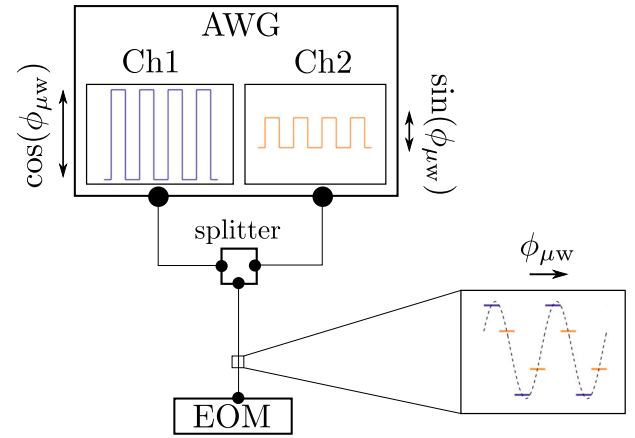 AWG
Ch1
Ch2
cos(ϕμw)
sin(ϕμw)
splitter
ϕμw
EOM